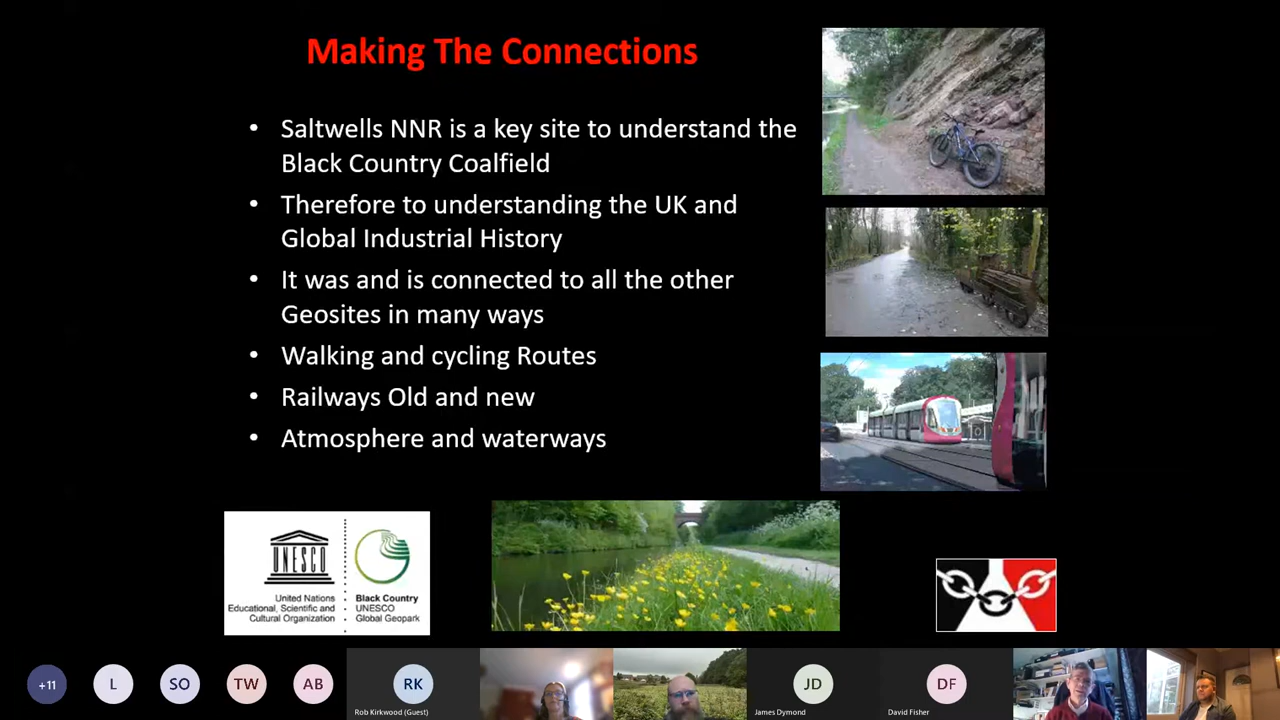 Making The Connections
• Saltwells NNR is a key site to understand the
Black Country Coalfield
• Therefore to understanding the UK and
Global Industrial History
• It was and is connected to all the other
Geosites in many ways
• Walking and cycling Routes
• Railways Old and new
• Atmosphere and waterways
UNESCO
United Nations
Educational, Scientific and
Cultural Organization
Black Country
UNESCO
Global Geopark
+11
L
SO
TW
AB
RK
Rob Kirkwood (Guest)
JD
James Dymond
DF
David Fisher